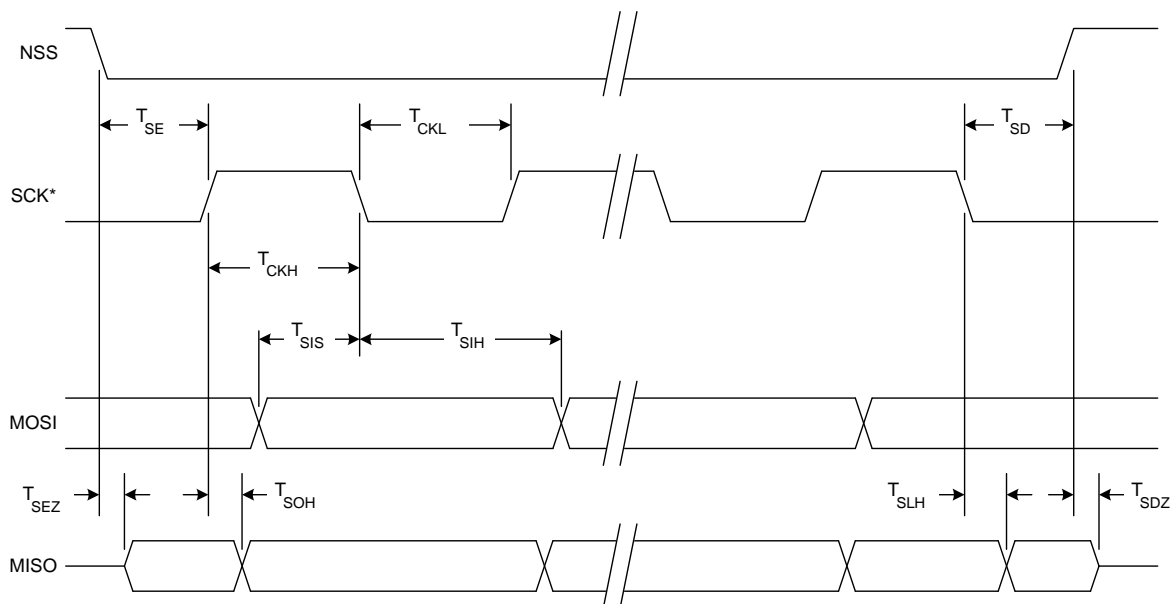 NSS
T_SE
T_CKL
T_SD
SCK*
T_CKH
T_SIS
T_SIH
MOSI
T_SEZ
T_SOH
T_SLH
T_SDZ
MISO